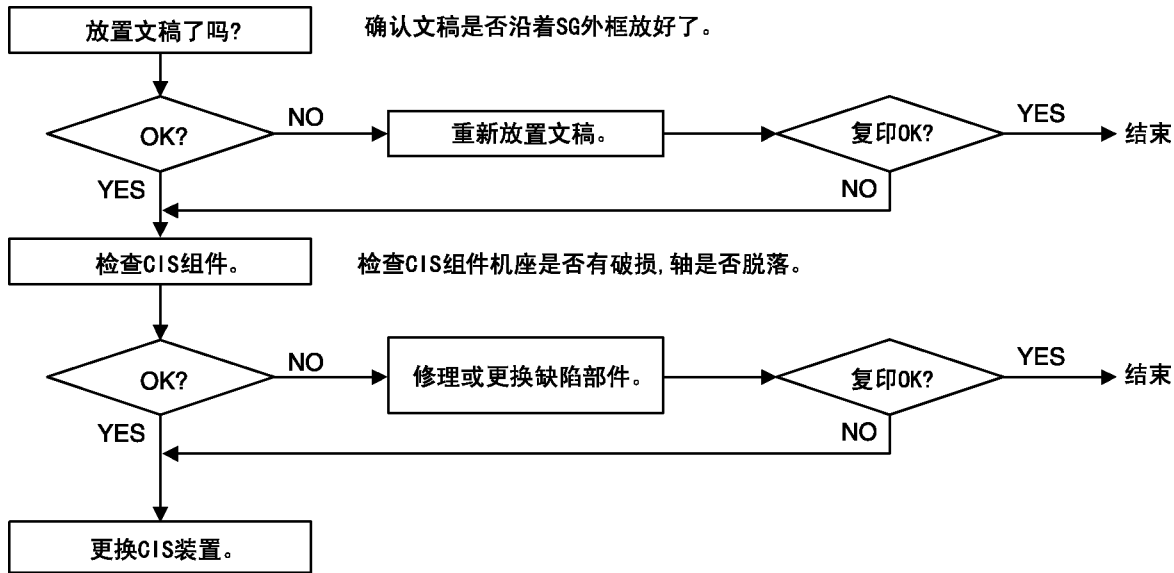 放置文稿了吗?
确认文稿是否沿着SG外框放好了。
OK?
NO
重新放置文稿。
复印OK?
YES
结束
YES
NO
检查CIS组件。
检查CIS组件机座是否有破损,轴是否脱落。
OK?
NO
修理或更换缺陷部件。
复印OK?
YES
结束
YES
NO
更换CIS装置。